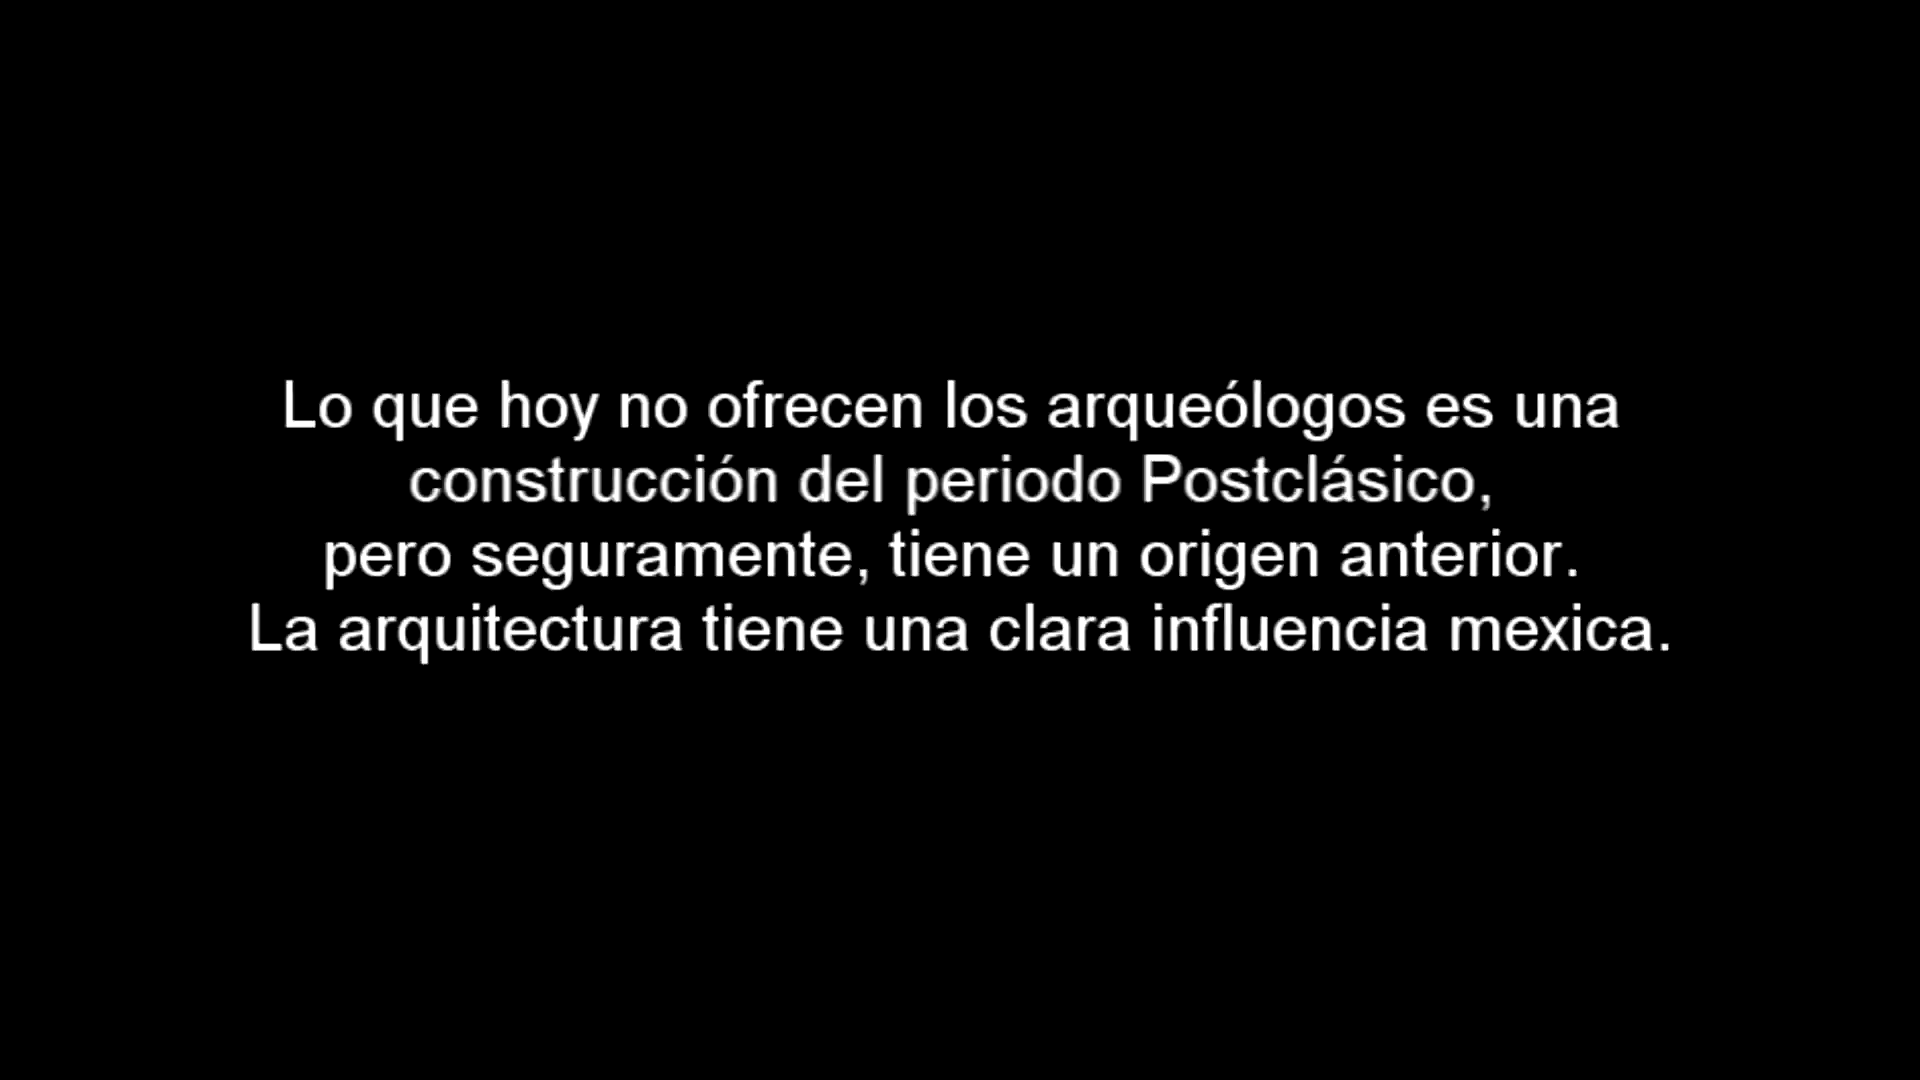 Lo que hoy no ofrecen los arqueólogos es una
construcción del periodo Postclásico,
pero seguramente, tiene un origen anterior.
La arquitectura tiene una clara influencia mexica.